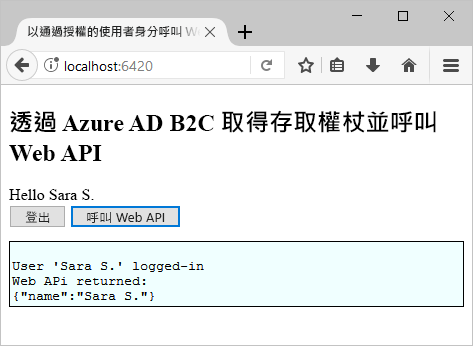 以通過授權的使用者身分呼叫 W
localhost:6420
透過 Azure AD B2C 取得存取權杖並呼叫
Web API
Hello Sara S.
登出 呼叫 Web API
User 'Sara S.' logged-in
Web APi returned:
{"name":"Sara S."}